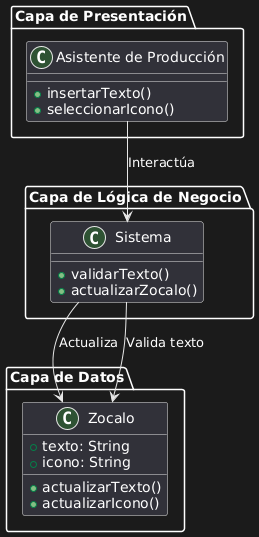 Capa de Presentación
C Asistente de Producción
insertarTexto()
seleccionarIcono()
Interactúa
Capa de Lógica de Negocio
C Sistema
validarTexto()
actualizarZocalo()
Actualiza Valida texto
Capa de Datos
C Zocalo
texto: String
icono: String
actualizarTexto()
actualizarIcono()